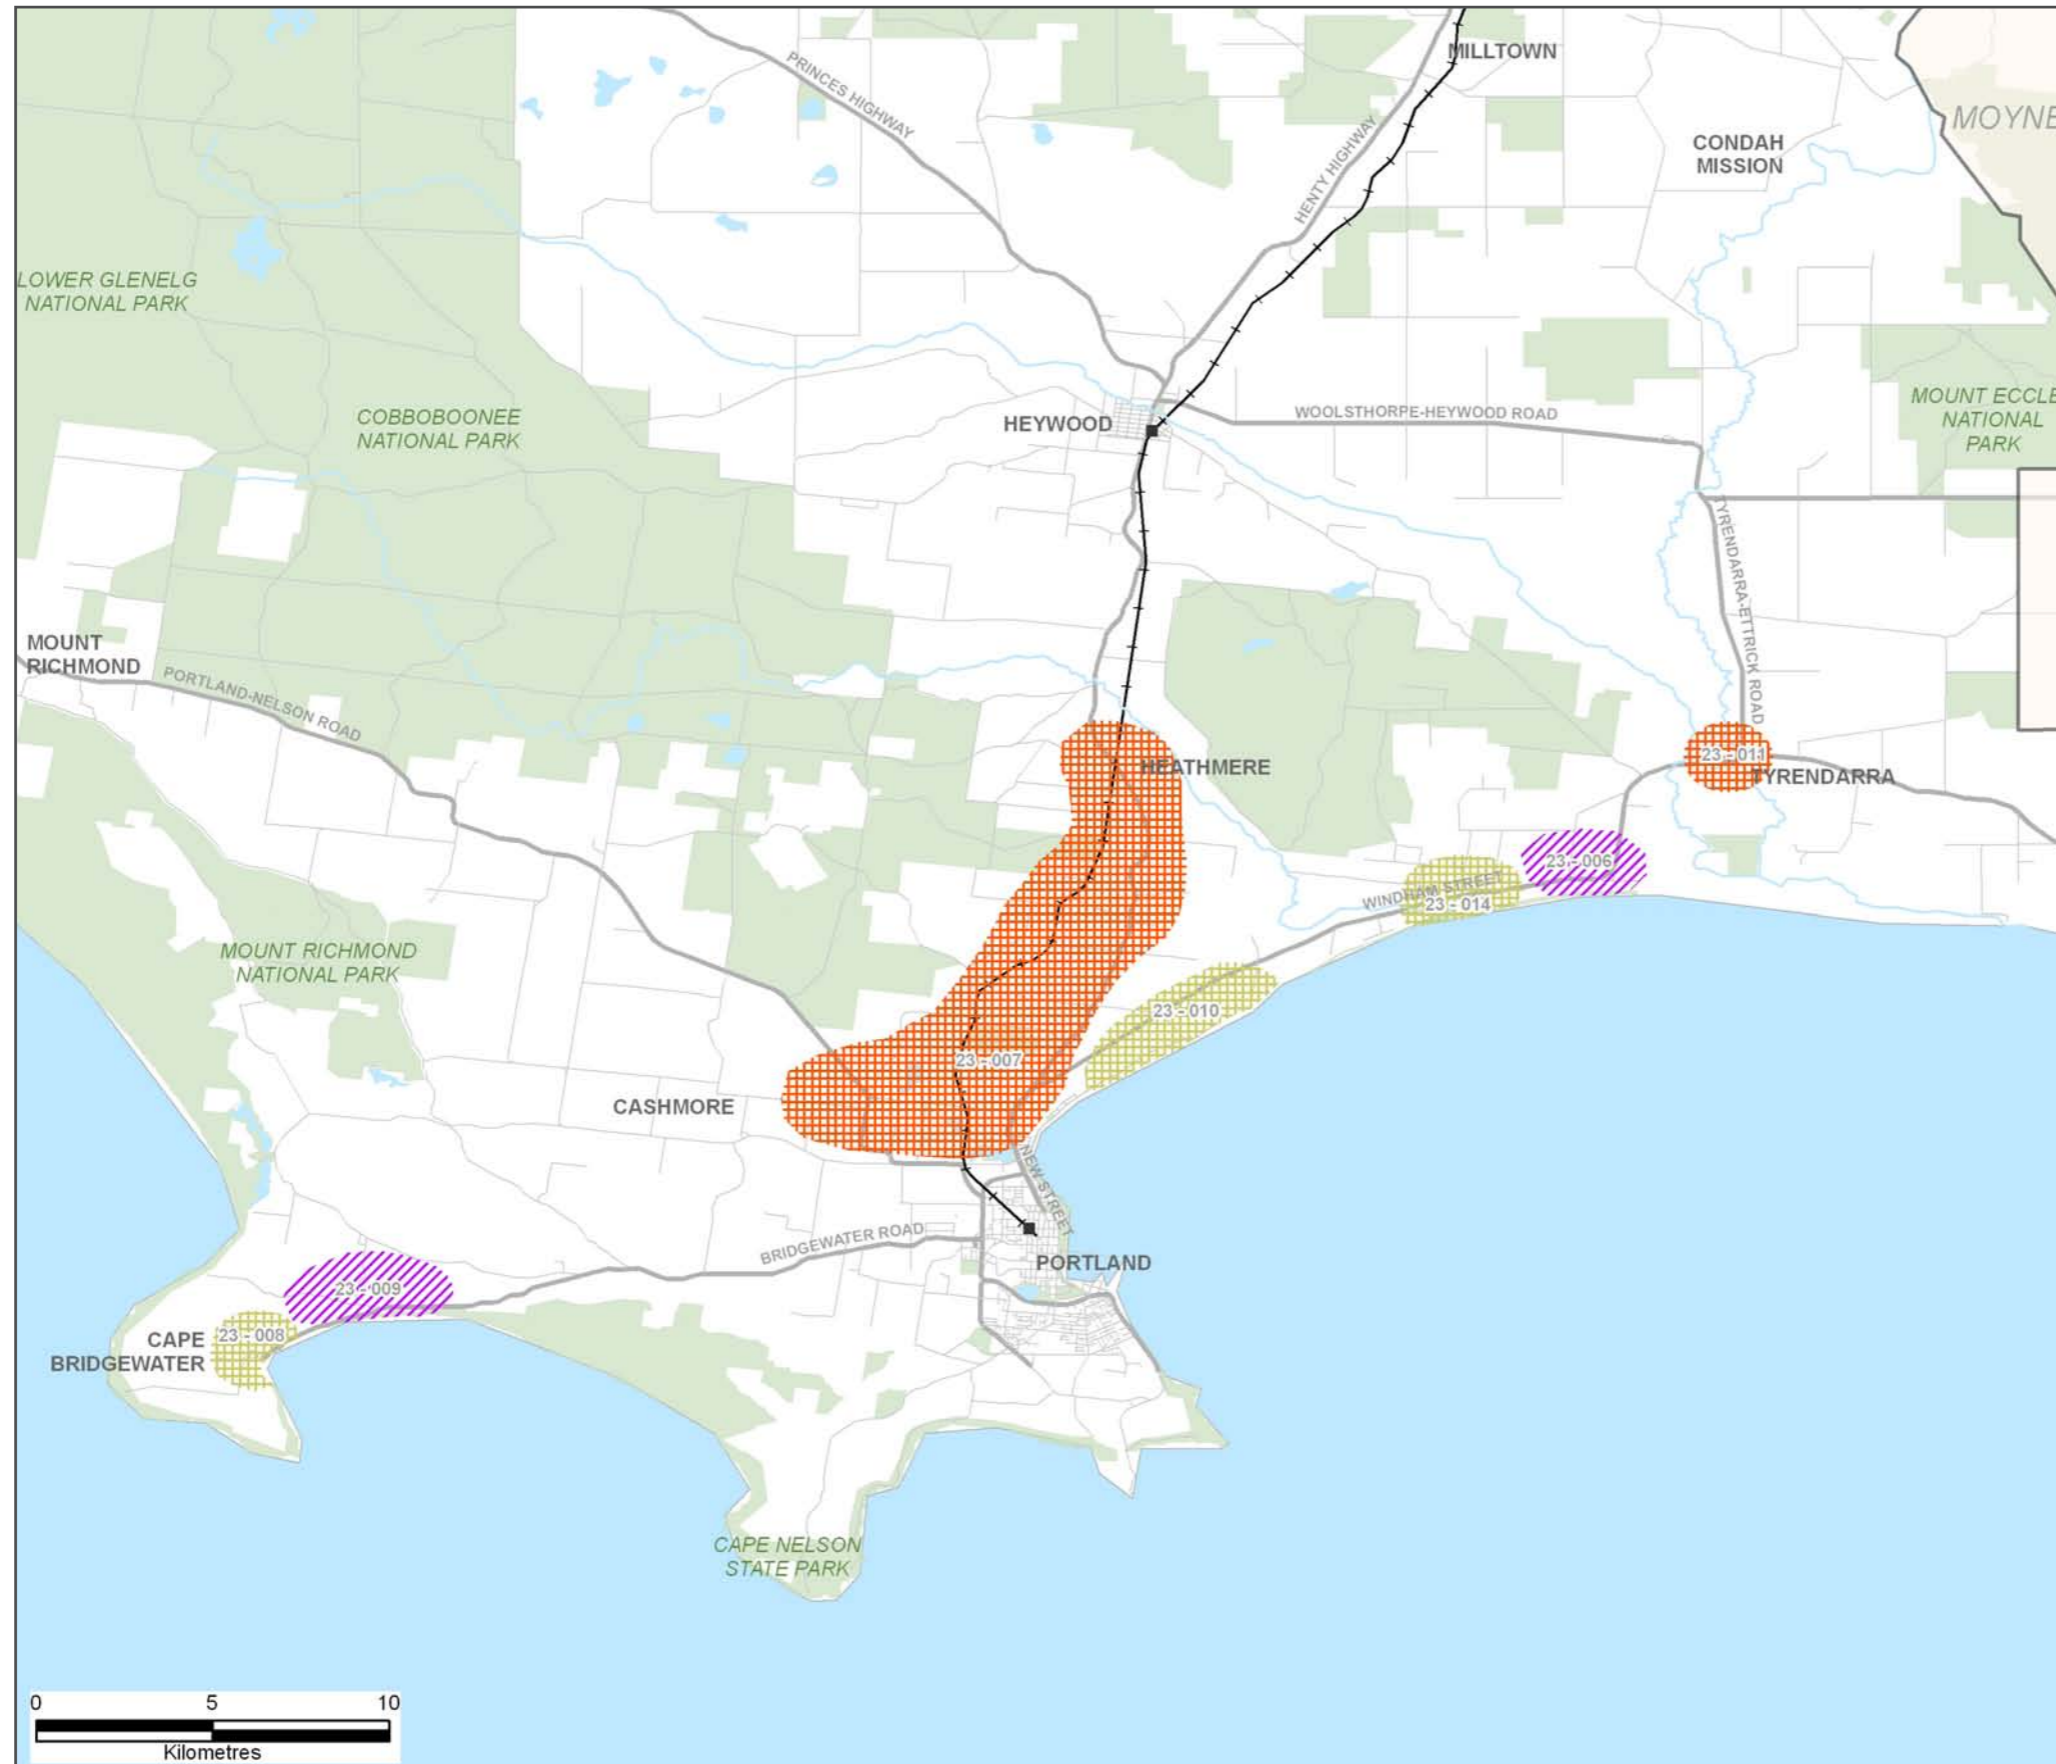 MILLTOWN
PRINCES HIGHWAY
MOYNE
HENTY HIGHWAY
CONDAH
MISSION
LOWER GLENELG
NATIONAL PARK
COBBOBOONEE
NATIONAL PARK
HEYWOOD
WOOLSTHORPE-HEYWOOD ROAD
MOUNT ECCLE
NATIONAL
PARK
TYRENDARRA-ETTRICK ROAD
MOUNT
RICHMOND
PORTLAND-NELSON ROAD
HEATHMERE
23 - 011
TYRENDARRA
23 - 006
WINDHAM STREET
23 - 014
MOUNT RICHMOND
NATIONAL PARK
23 - 010
23 - 007
CASHMORE
NEW STREET
BRIDGEWATER ROAD
PORTLAND
23 - 009
23 - 008
CAPE
BRIDGEWATER
CAPE NELSON
STATE PARK
0 5 10
Kilometres